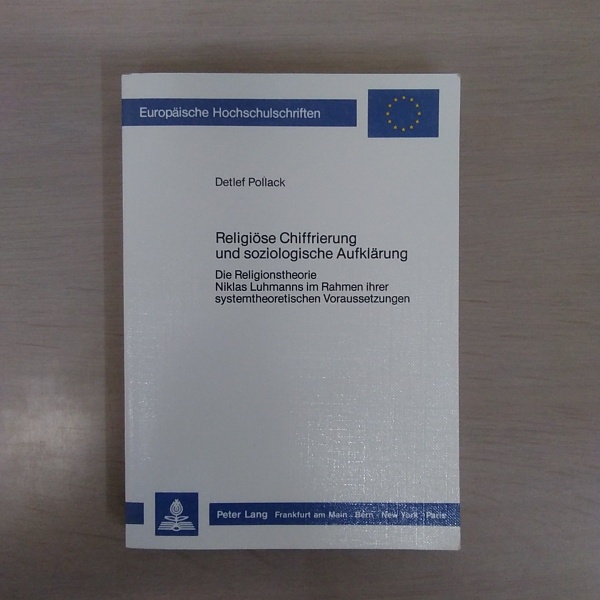 Europäische Hochschulschriften
Detlef Pollack
Religiöse Chiffrierung
und soziologische Aufklärung
Die Religionstheorie
Niklas Luhmanns im Rahmen ihrer
systemtheoretischen Voraussetzungen
Peter Lang Frankfurt am Main · Bern · New York · Paris